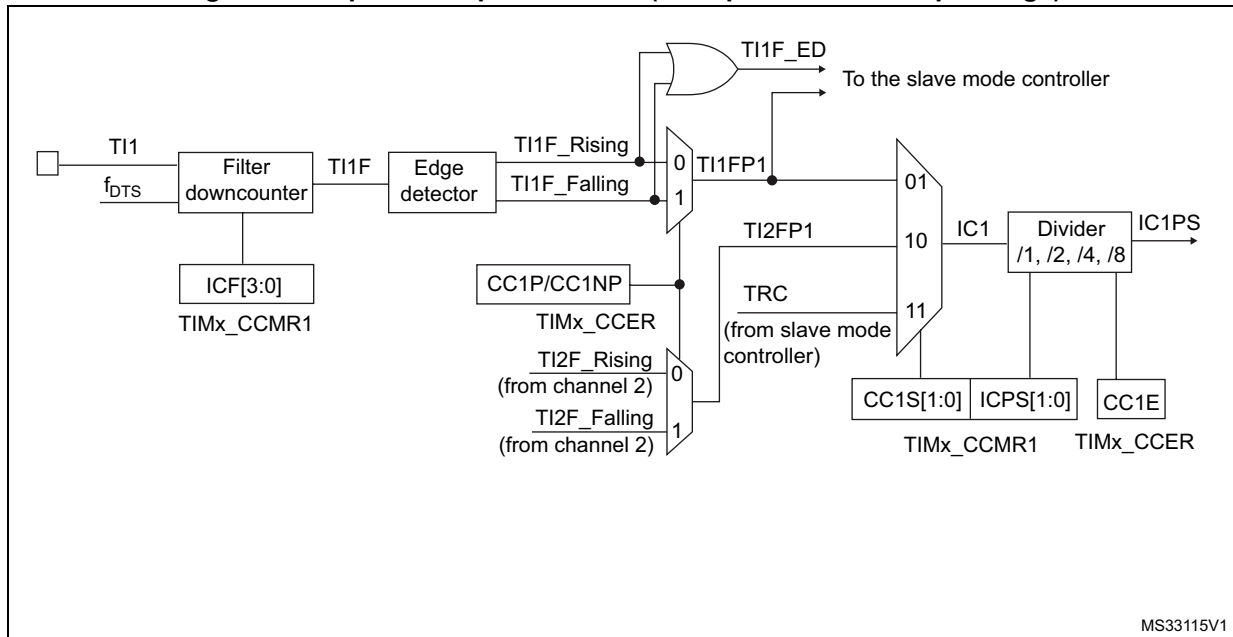 TI1F_ED
To the slave mode controller
TI1
f_DTS
Filter
downcounter
TI1F
Edge
detector
TI1F_Rising
TI1F_Falling
0
1
TI1FP1
01
10
11
TI2FP1
TRC
(from slave mode
controller)
IC1
Divider
/1, /2, /4, /8
IC1PS
ICF[3:0]
TIMx_CCMR1
CC1P/CC1NP
TIMx_CCER
TI2F_Rising
(from channel 2)
0
TI2F_Falling
(from channel 2)
1
CC1S[1:0]
ICPS[1:0]
CC1E
TIMx_CCMR1
TIMx_CCER
MS33115V1